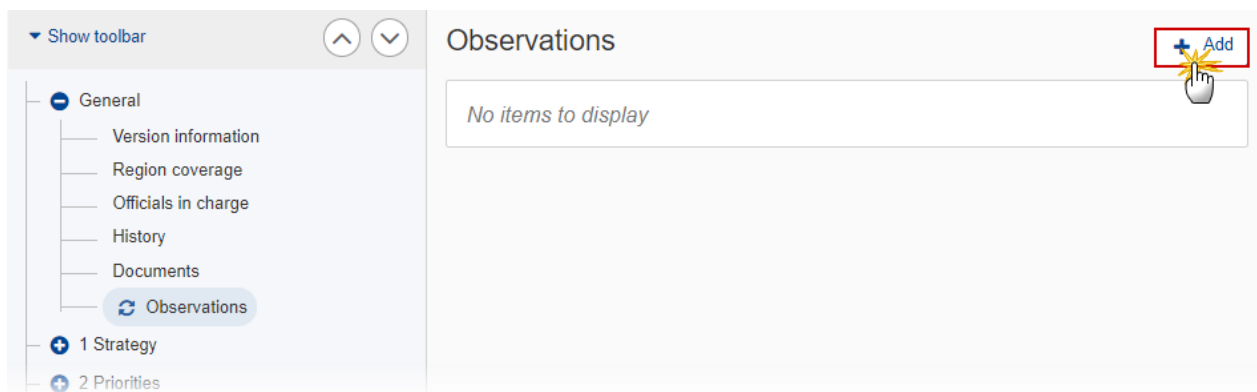 Show toolbar
General
Version information
Region coverage
Officials in charge
History
Documents
Observations
1 Strategy
2 Priorities
Observations
Add
No items to display